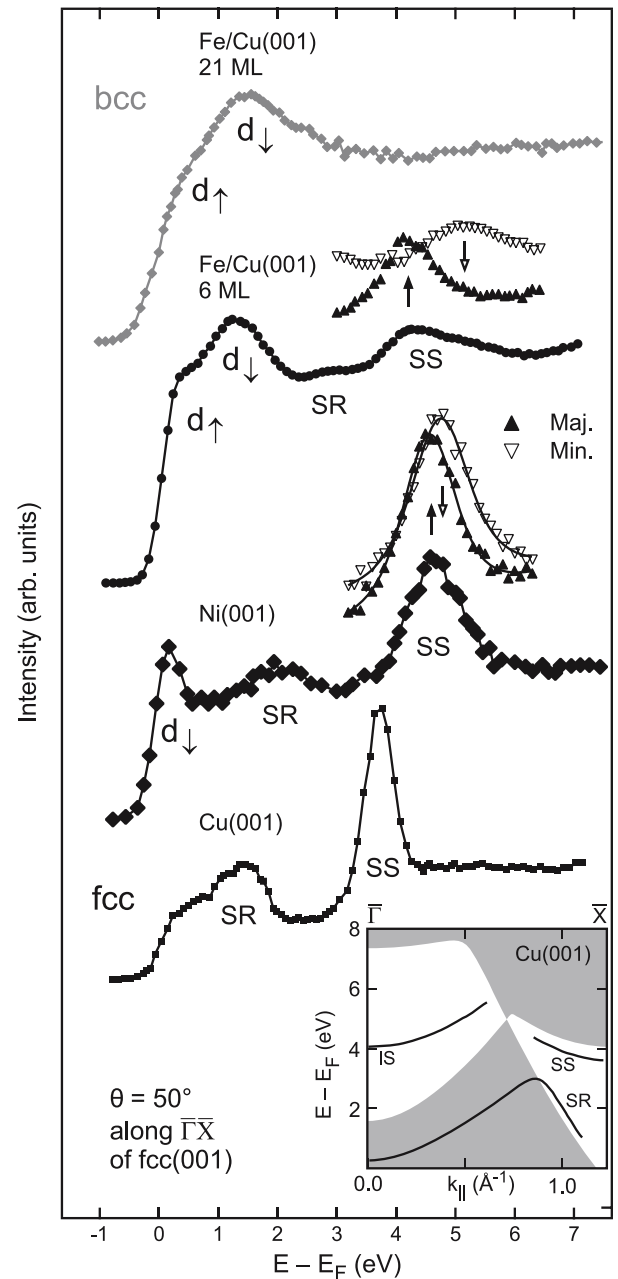 Fe/Cu(001)
21 ML
bcc
d↓
d↑
Fe/Cu(001)
6 ML
SS
d↓
SR
d↑
Maj.
Min.
Ni(001)
SS
SR
d↓
Cu(001)
SS
SR
fcc
Γ̅ X̅
8
Cu(001)
6
4
2
IS
SS
SR
E – E_F (eV)
0.0 1.0
k_|| (Å⁻¹)
θ = 50°
along Γ̅X̅
of fcc(001)
Intensity (arb. units)
-1 0 1 2 3 4 5 6 7
E – E_F (eV)